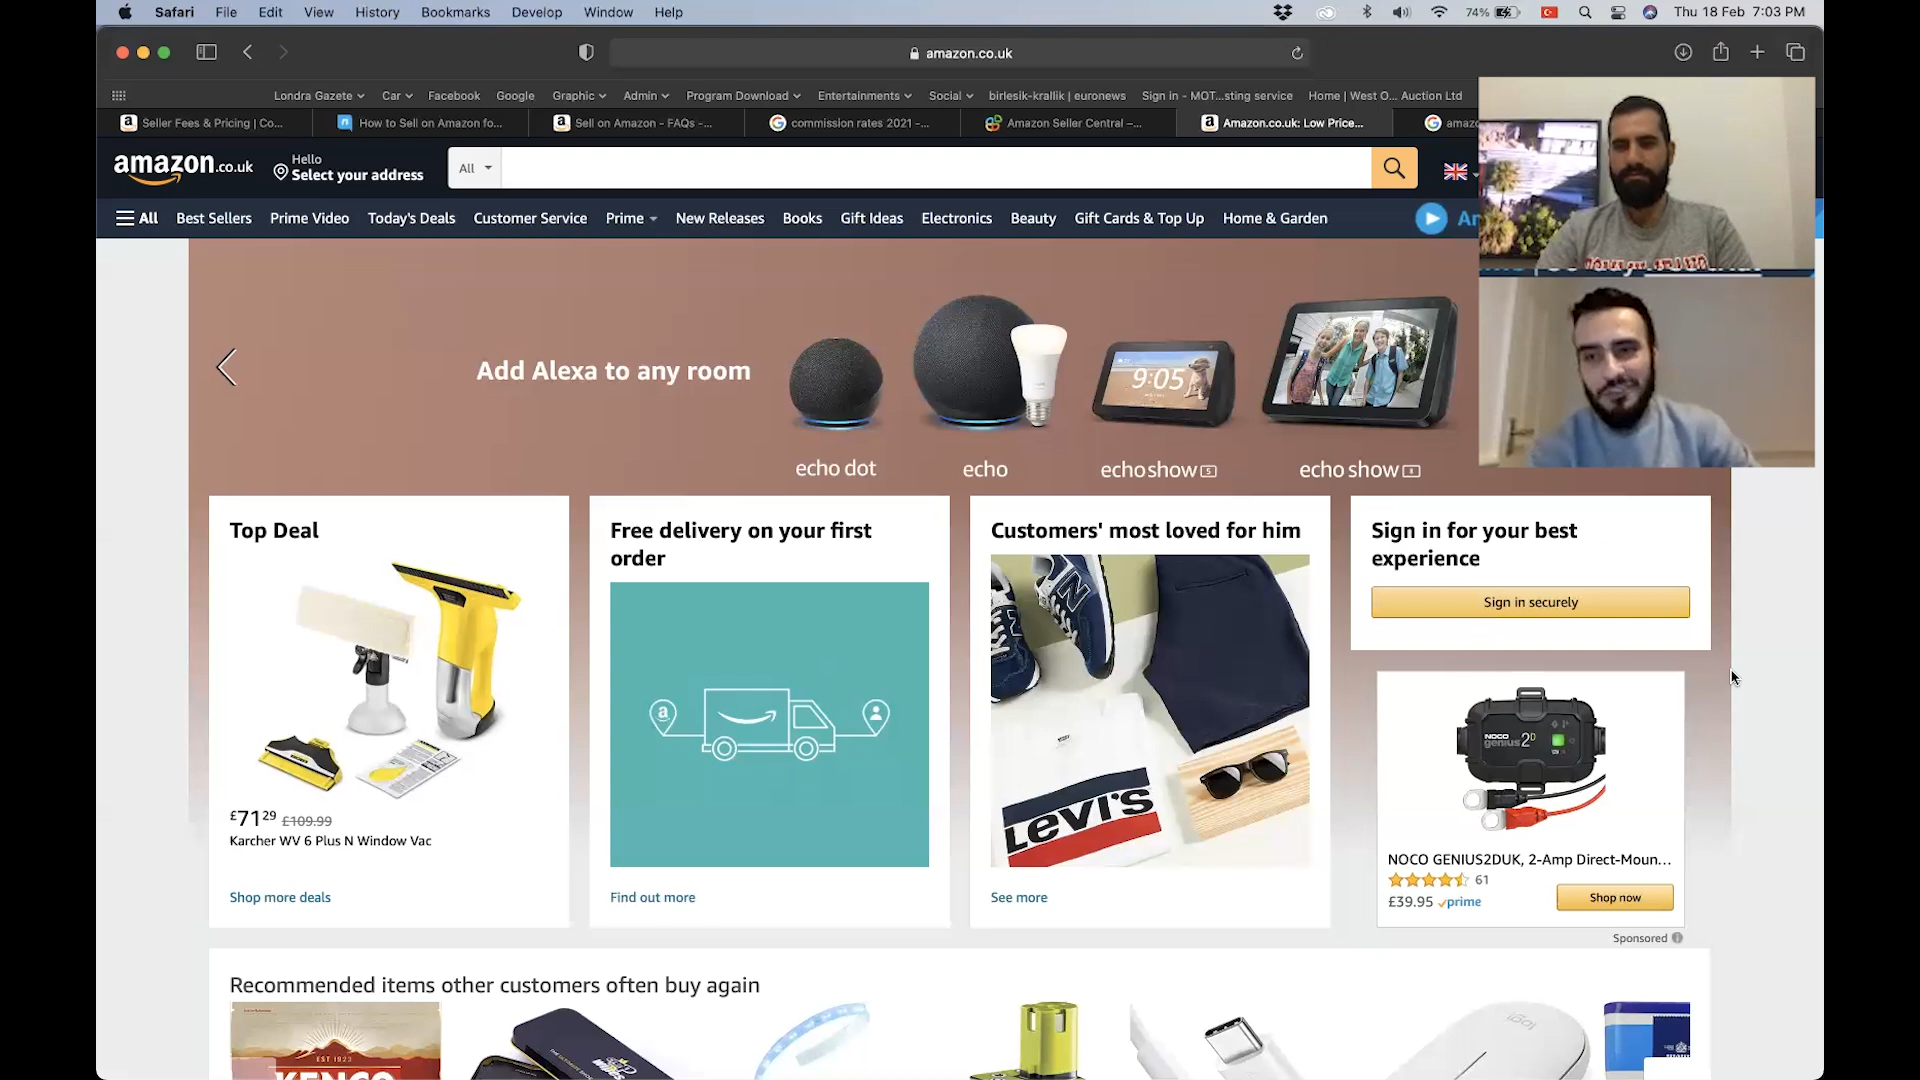 Safari File Edit View History Bookmarks Develop Window Help 74% Thu 18 Feb 7:03 PM
amazon.co.uk
Londra Gazete Car Facebook Google Graphic Admin Program Download Entertainments Social birlesik-krallik | euronews Sign in - MOT...sting service Home | West O... Auction Ltd
Seller Fees & Pricing | Co... How to Sell on Amazon fo... Sell on Amazon - FAQs -... commission rates 2021 -... Amazon Seller Central –... Amazon.co.uk: Low Price...
amazon.co.uk
Hello
Select your address
All
All Best Sellers Prime Video Today's Deals Customer Service Prime New Releases Books Gift Ideas Electronics Beauty Gift Cards & Top Up Home & Garden
Add Alexa to any room
9:05
echo dot echo echo show 5 echo show 8
Top Deal
£71.29 £109.99
Karcher WV 6 Plus N Window Vac
Shop more deals
Free delivery on your first
order
Find out more
Customers' most loved for him
LEVI'S
See more
Sign in for your best
experience
Sign in securely
NOCO
genius2D
NOCO GENIUS2DUK, 2-Amp Direct-Moun...
61
£39.95 prime
Shop now
Sponsored
Recommended items other customers often buy again
EST 1922
KENCO
logi